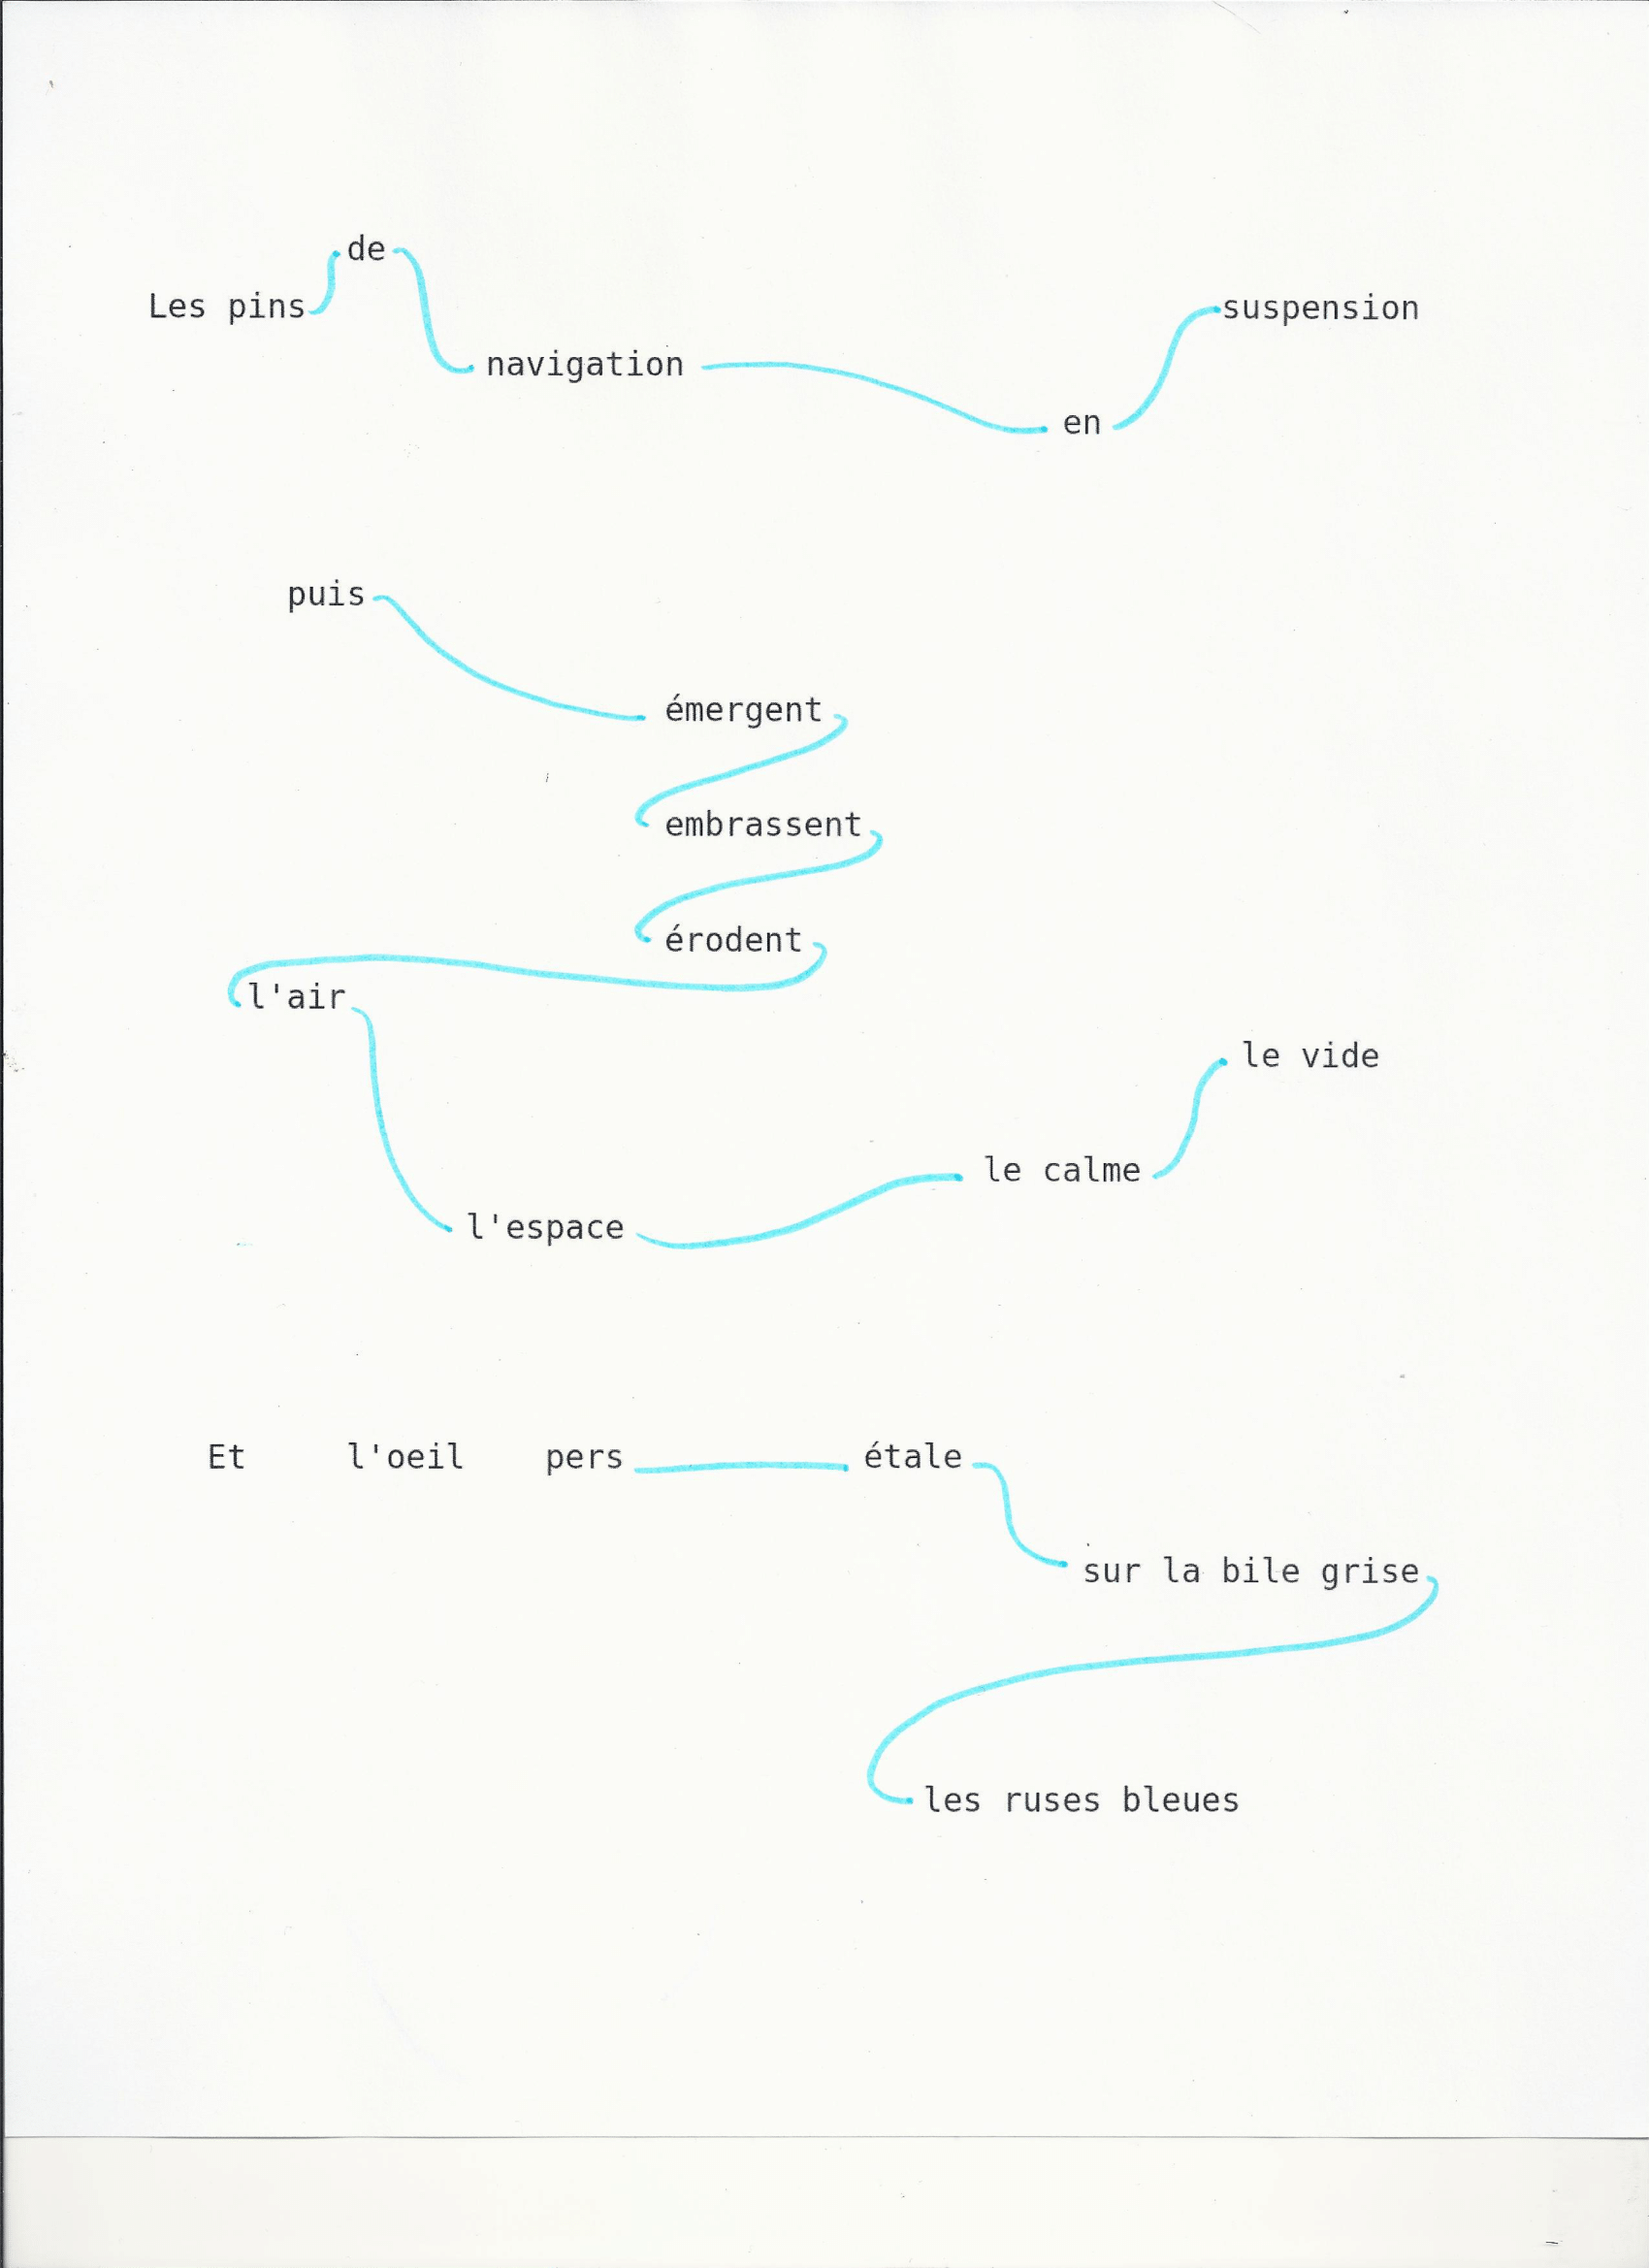 de
Les pins
suspension
navigation
en
puis
émergent
embrassent
érodent
l'air
le vide
le calme
l'espace
Et l'oeil pers étale
sur la bile grise
les ruses bleues